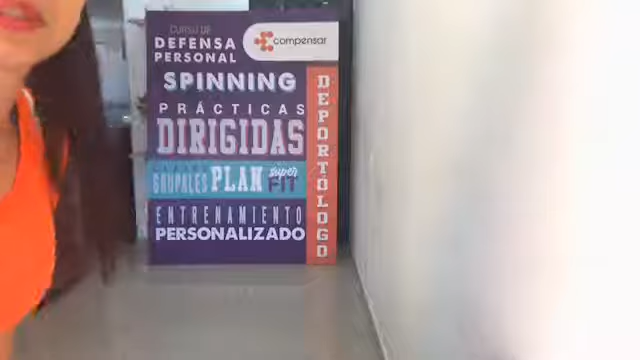 CURSO DE
DEFENSA
PERSONAL
compensar
SPINNING
PRÁCTICAS
DIRIGIDAS
GRUPALES PLAN super FIT
ENTRENAMIENTO
PERSONALIZADO
DEPORTÓLOGO